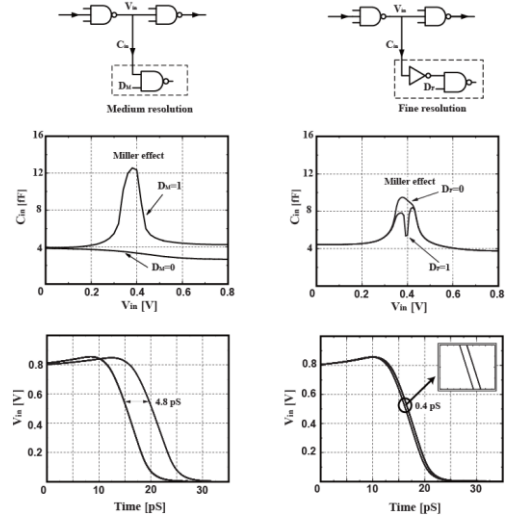 Vin
Cin
DM
Medium resolution
Vin
Cin
DF
Fine resolution
16
12
8
4
0
Cin [fF]
Miller effect
DM=1
DM=0
0
0.2
0.4
0.6
0.8
Vin [V]
16
12
8
4
Cin [fF]
Miller effect
DF=0
DF=1
0
0.2
0.4
0.6
0.8
Vin [V]
0.8
0.6
0.4
0.2
Vin [V]
4.8 pS
0
10
20
30
Time [pS]
0.8
0.6
0.4
0.2
Vin [V]
0.4 pS
0
10
20
30
Time [pS]